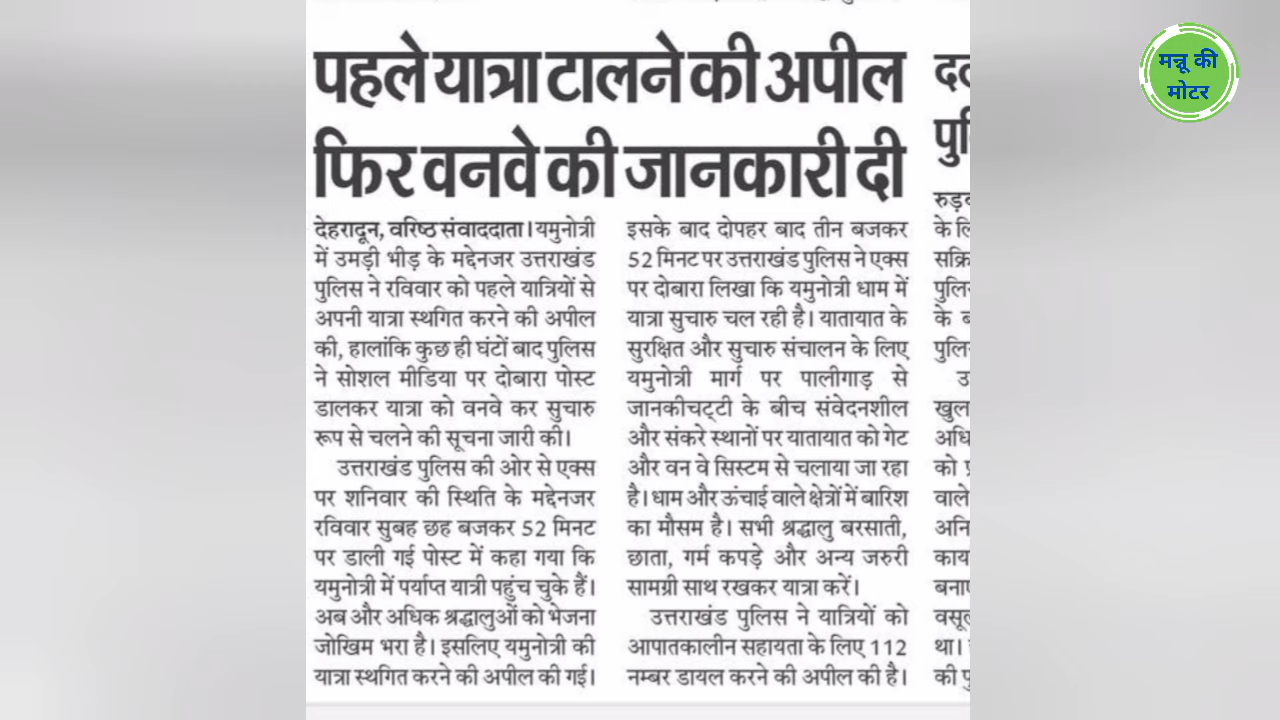 पहले यात्रा टालने की अपील
फिर वनवे की जानकारी दी
देहरादून, वरिष्ठ संवाददाता। यमुनोत्री
में उमड़ी भीड़ के मद्देनजर उत्तराखंड
पुलिस ने रविवार को पहले यात्रियों से
अपनी यात्रा स्थगित करने की अपील
की, हालांकि कुछ ही घंटों बाद पुलिस
ने सोशल मीडिया पर दोबारा पोस्ट
डालकर यात्रा को वनवे कर सुचारु
रूप से चलने की सूचना जारी की।
उत्तराखंड पुलिस की ओर से एक्स
पर शनिवार की स्थिति के मद्देनजर
रविवार सुबह छह बजकर 52 मिनट
पर डाली गई पोस्ट में कहा गया कि
यमुनोत्री में पर्याप्त यात्री पहुंच चुके हैं।
अब और अधिक श्रद्धालुओं को भेजना
जोखिम भरा है। इसलिए यमुनोत्री की
यात्रा स्थगित करने की अपील की गई।
इसके बाद दोपहर बाद तीन बजकर
52 मिनट पर उत्तराखंड पुलिस ने एक्स
पर दोबारा लिखा कि यमुनोत्री धाम में
यात्रा सुचारु चल रही है। यातायात के
सुरक्षित और सुचारु संचालन के लिए
यमुनोत्री मार्ग पर पालीगाड़ से
जानकीचट्टी के बीच संवेदनशील
और संकरे स्थानों पर यातायात को गेट
और वन वे सिस्टम से चलाया जा रहा
है। धाम और ऊंचाई वाले क्षेत्रों में बारिश
का मौसम है। सभी श्रद्धालु बरसाती,
छाता, गर्म कपड़े और अन्य जरुरी
सामग्री साथ रखकर यात्रा करें।
उत्तराखंड पुलिस ने यात्रियों को
आपातकालीन सहायता के लिए 112
नम्बर डायल करने की अपील की है।
के
को
वाले
था।
की
मन्नू की
मोटर